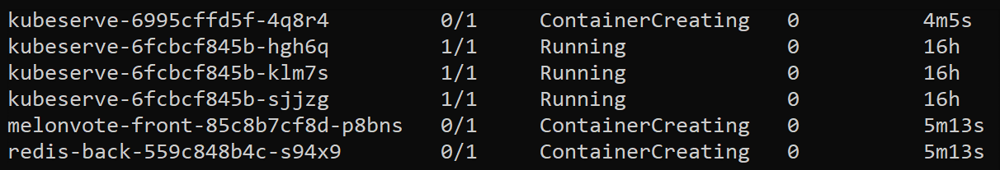 kubeserve-6995cffd5f-4q8r4 0/1 ContainerCreating 0 4m5s
kubeserve-6fcbcf845b-hgh6q 1/1 Running 0 16h
kubeserve-6fcbcf845b-klm7s 1/1 Running 0 16h
kubeserve-6fcbcf845b-sjjzg 1/1 Running 0 16h
melonvote-front-85c8b7cf8d-p8bns 0/1 ContainerCreating 0 5m13s
redis-back-559c848b4c-s94x9 0/1 ContainerCreating 0 5m13s